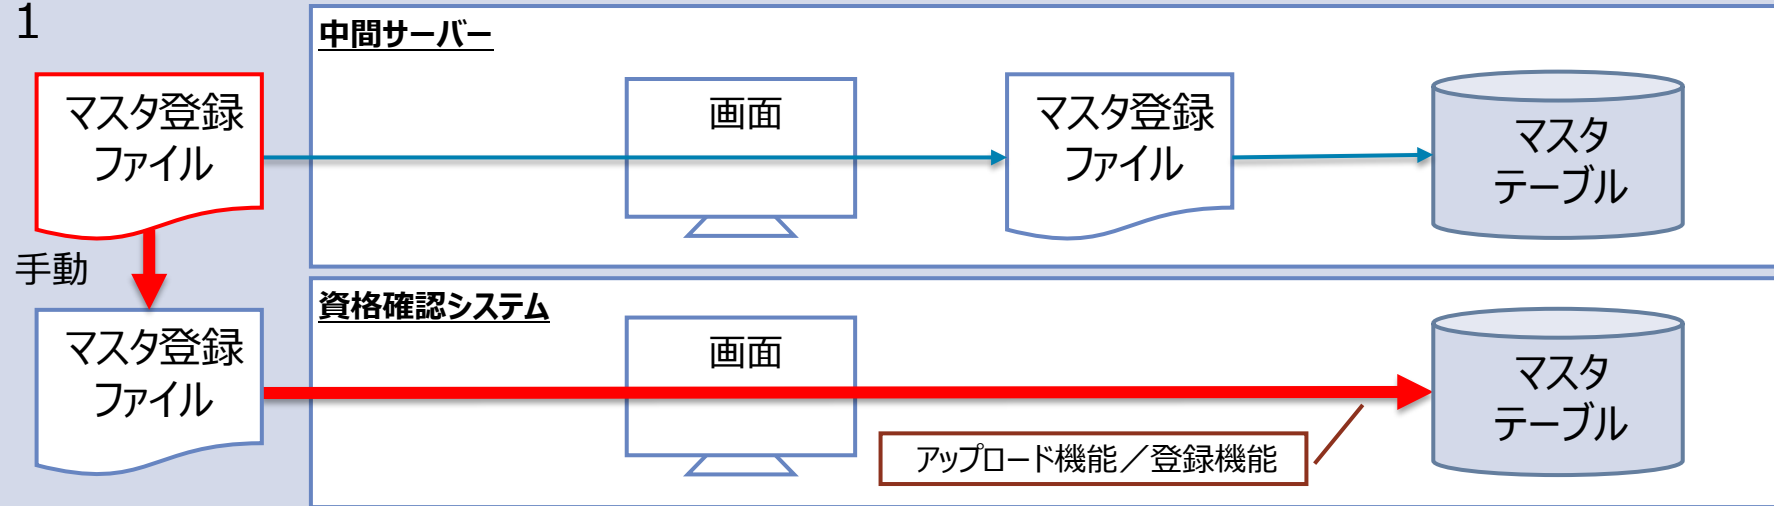 1
中間サーバー
マスタ登録
ファイル
画面
マスタ登録
ファイル
マスタ
テーブル
手動
資格確認システム
マスタ登録
ファイル
画面
マスタ
テーブル
アップロード機能／登録機能